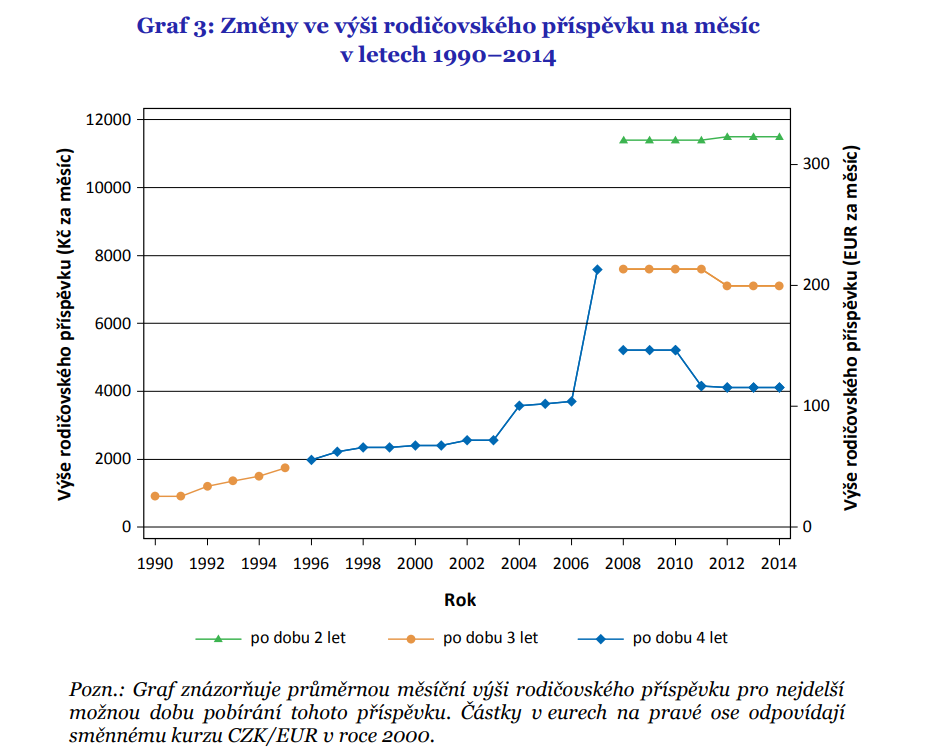 Graf 3: Změny ve výši rodičovského příspěvku na měsíc
v letech 1990–2014
Výše rodičovského příspěvku (Kč za měsíc)
12000
10000
8000
6000
4000
2000
0
300
200
100
0
Výše rodičovského příspěvku (EUR za měsíc)
1990 1992 1994 1996 1998 2000 2002 2004 2006 2008 2010 2012 2014
Rok
po dobu 2 let po dobu 3 let po dobu 4 let
Pozn.: Graf znázorňuje průměrnou měsíční výši rodičovského příspěvku pro nejdelší
možnou dobu pobírání tohoto příspěvku. Částky v eurech na pravé ose odpovídají
směnnému kurzu CZK/EUR v roce 2000.